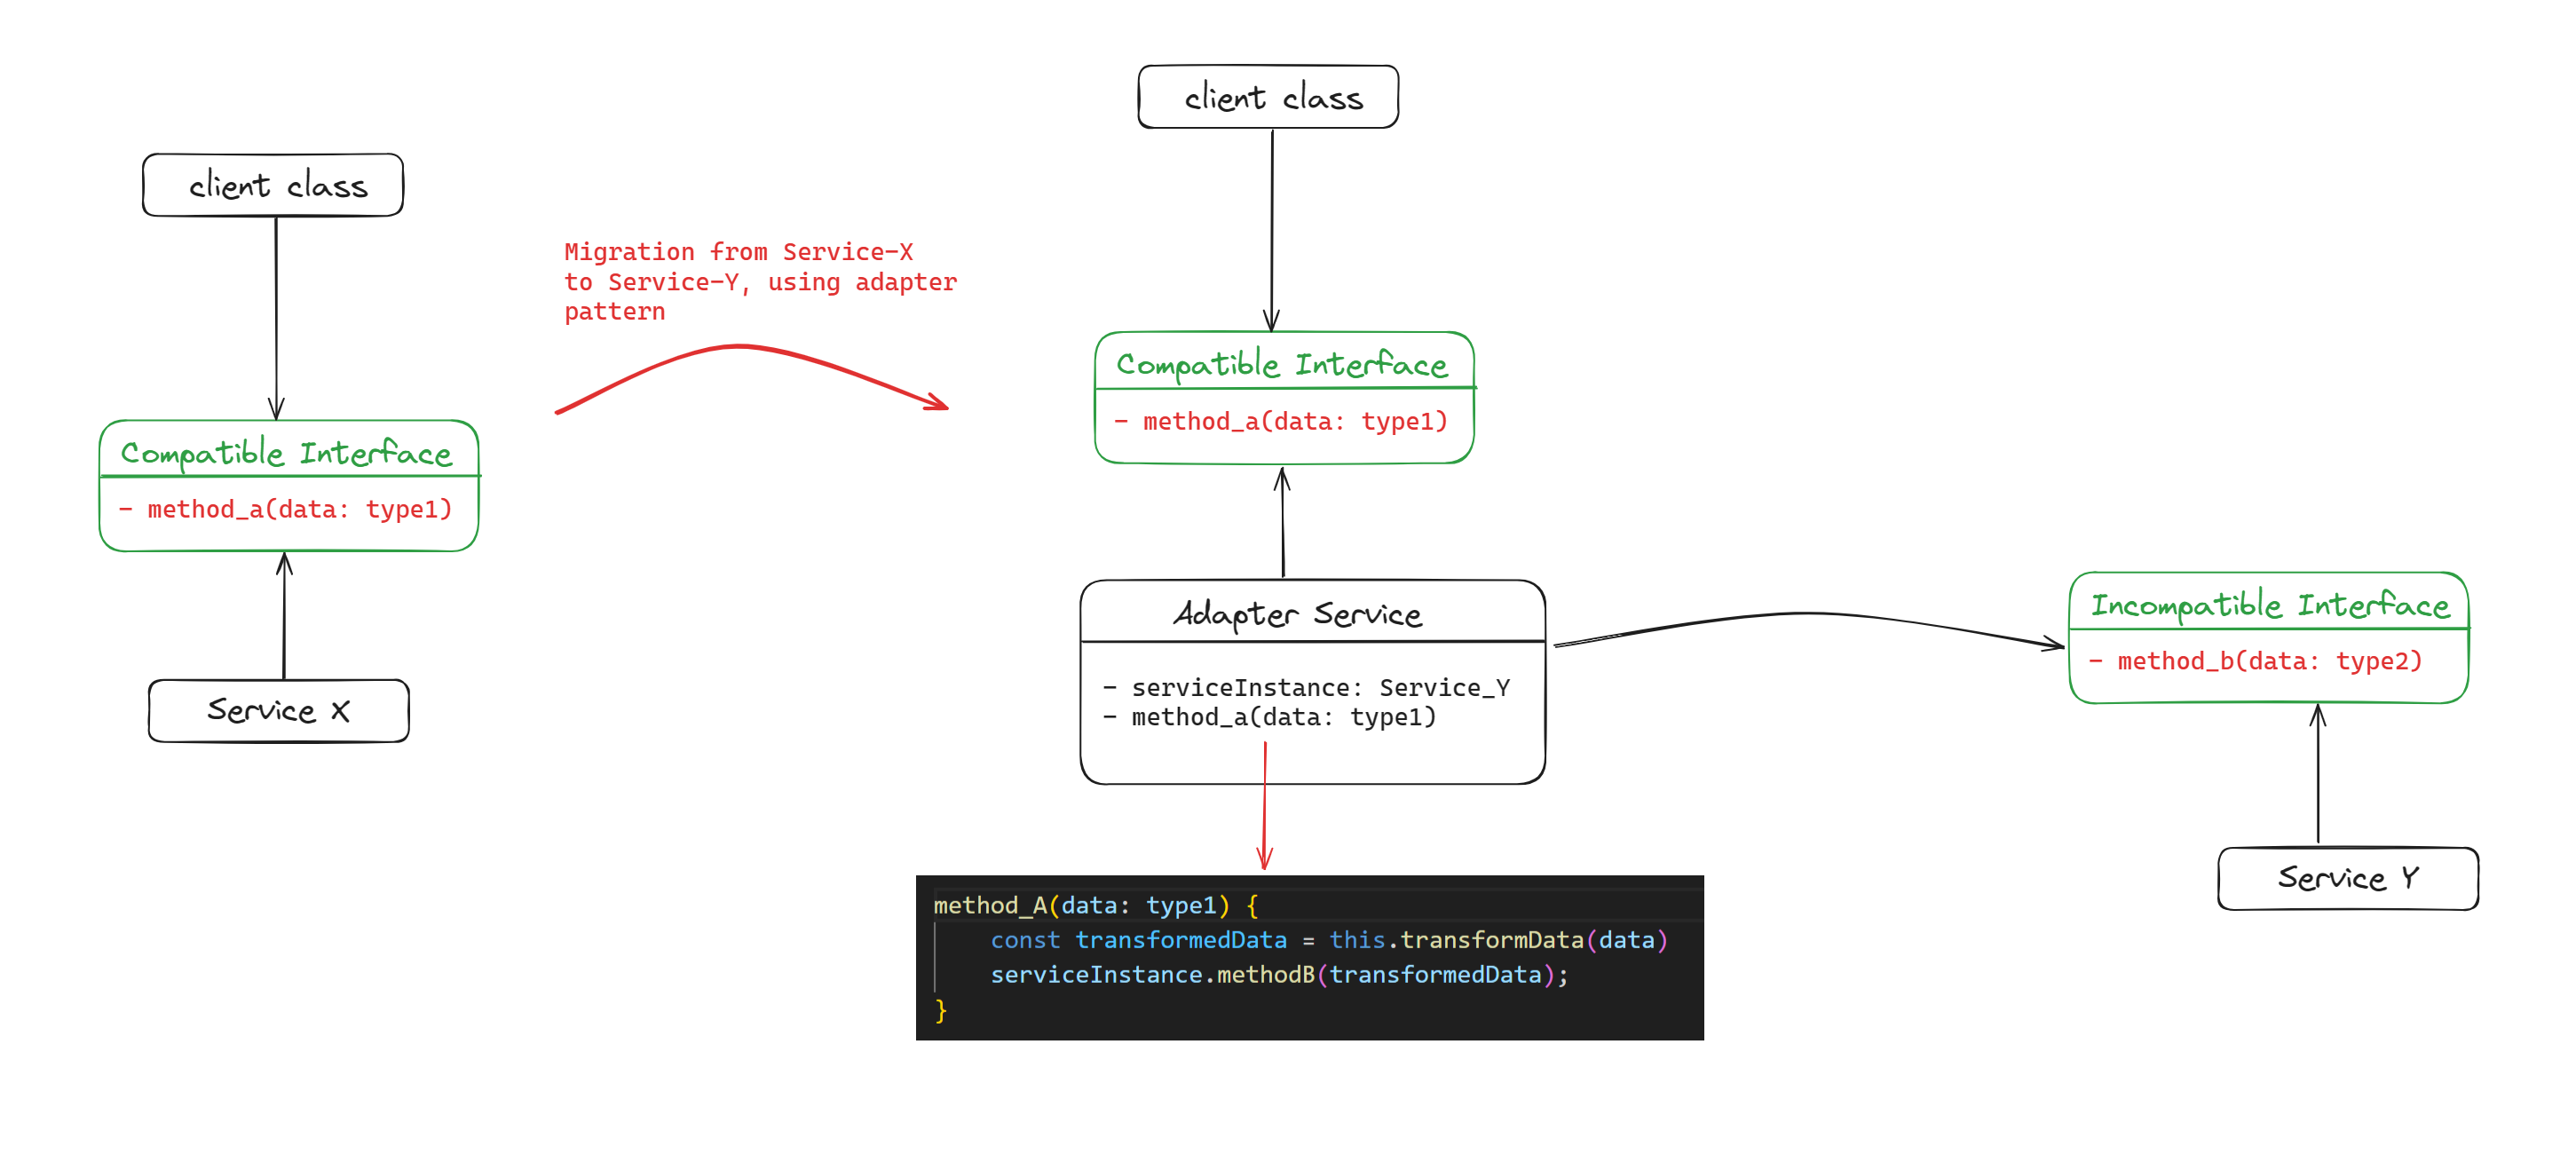 client class
Compatible Interface
- method_a(data: type1)
Service X
Migration from Service-X
to Service-Y, using adapter
pattern
client class
Compatible Interface
- method_a(data: type1)
Adapter Service
- serviceInstance: Service_Y
- method_a(data: type1)
method_A(data: type1) {
    const transformedData = this.transformData(data)
    serviceInstance.methodB(transformedData);
}
Incompatible Interface
- method_b(data: type2)
Service Y